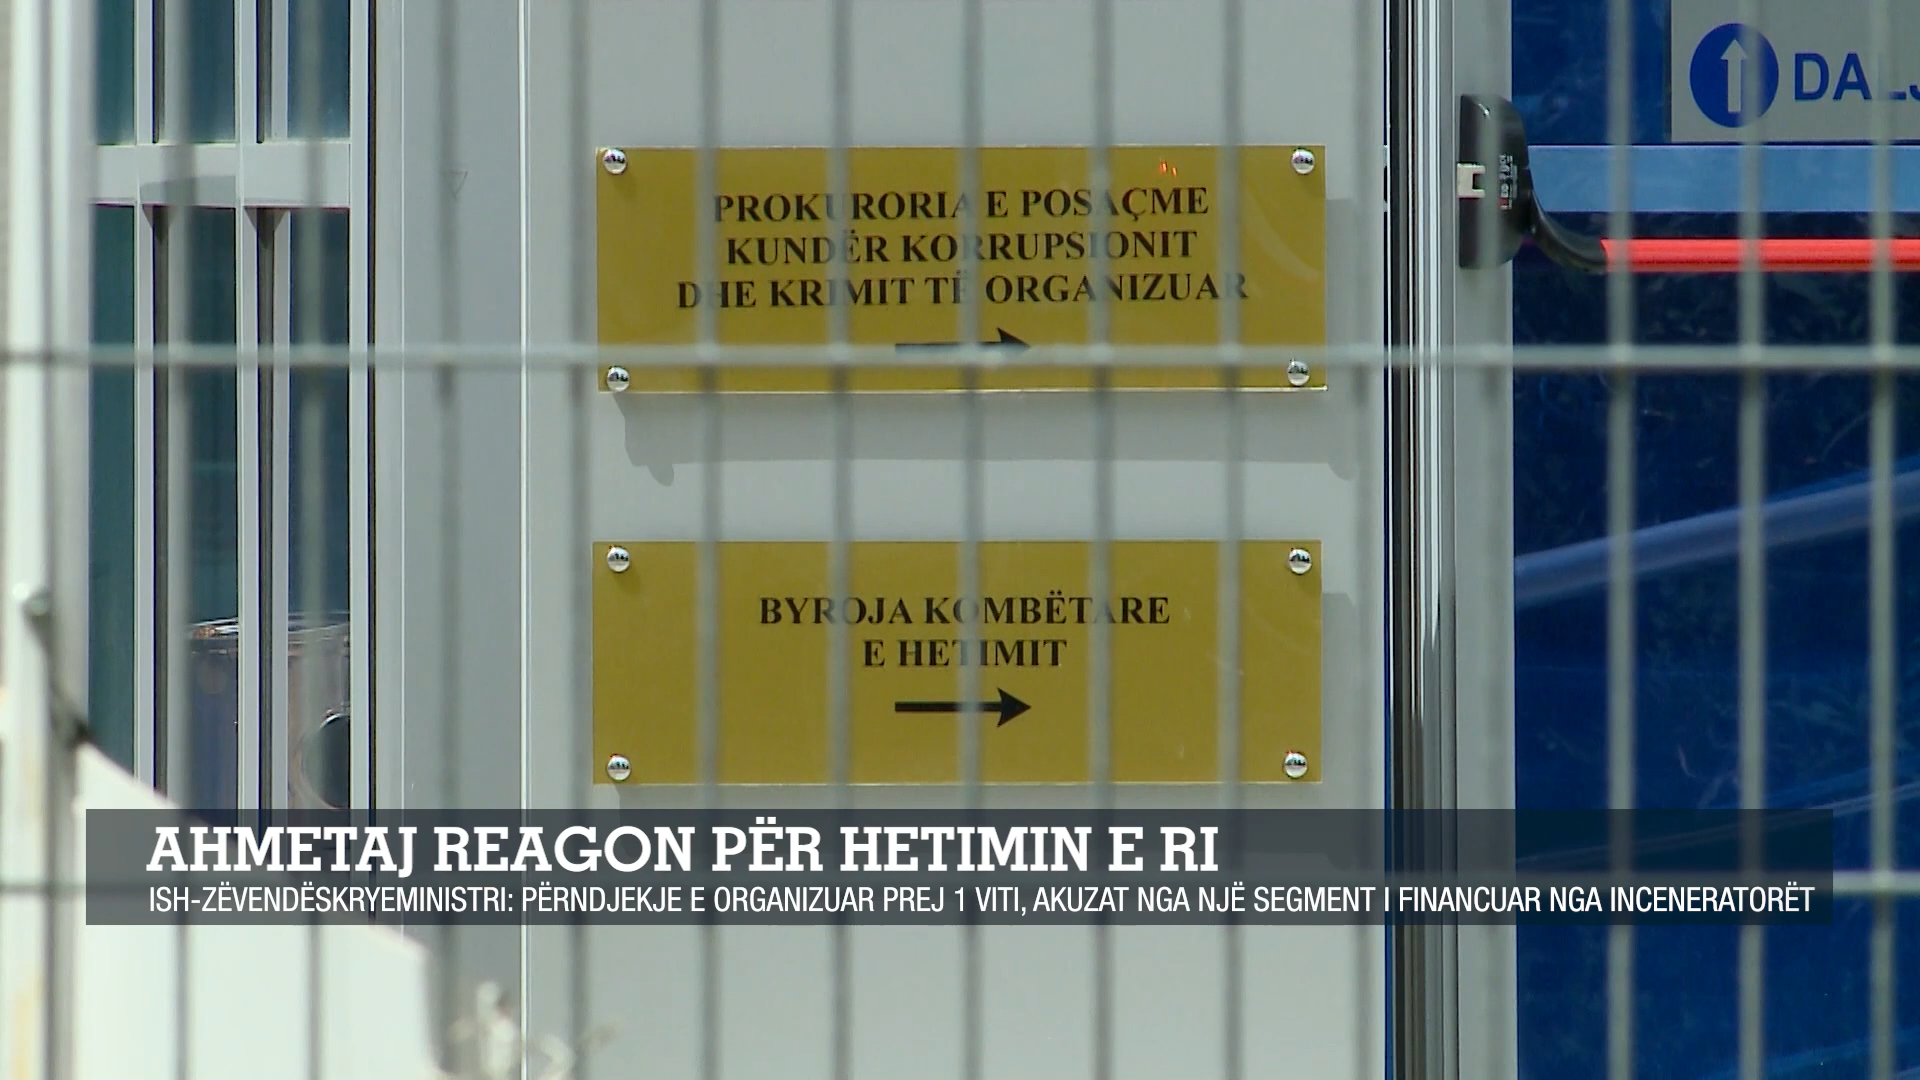 DALJ
PROKURORIA E POSAÇME
KUNDËR KORRUPSIONIT
DHE KRIMIT TË ORGANIZUAR
BYROJA KOMBËTARE
E HETIMIT
AHMETAJ REAGON PËR HETIMIN E RI
ISH-ZËVENDËSKRYEMINISTRI: PËRNDJEKJE E ORGANIZUAR PREJ 1 VITI, AKUZAT NGA NJË SEGMENT I FINANCUAR NGA INCENERATORËT